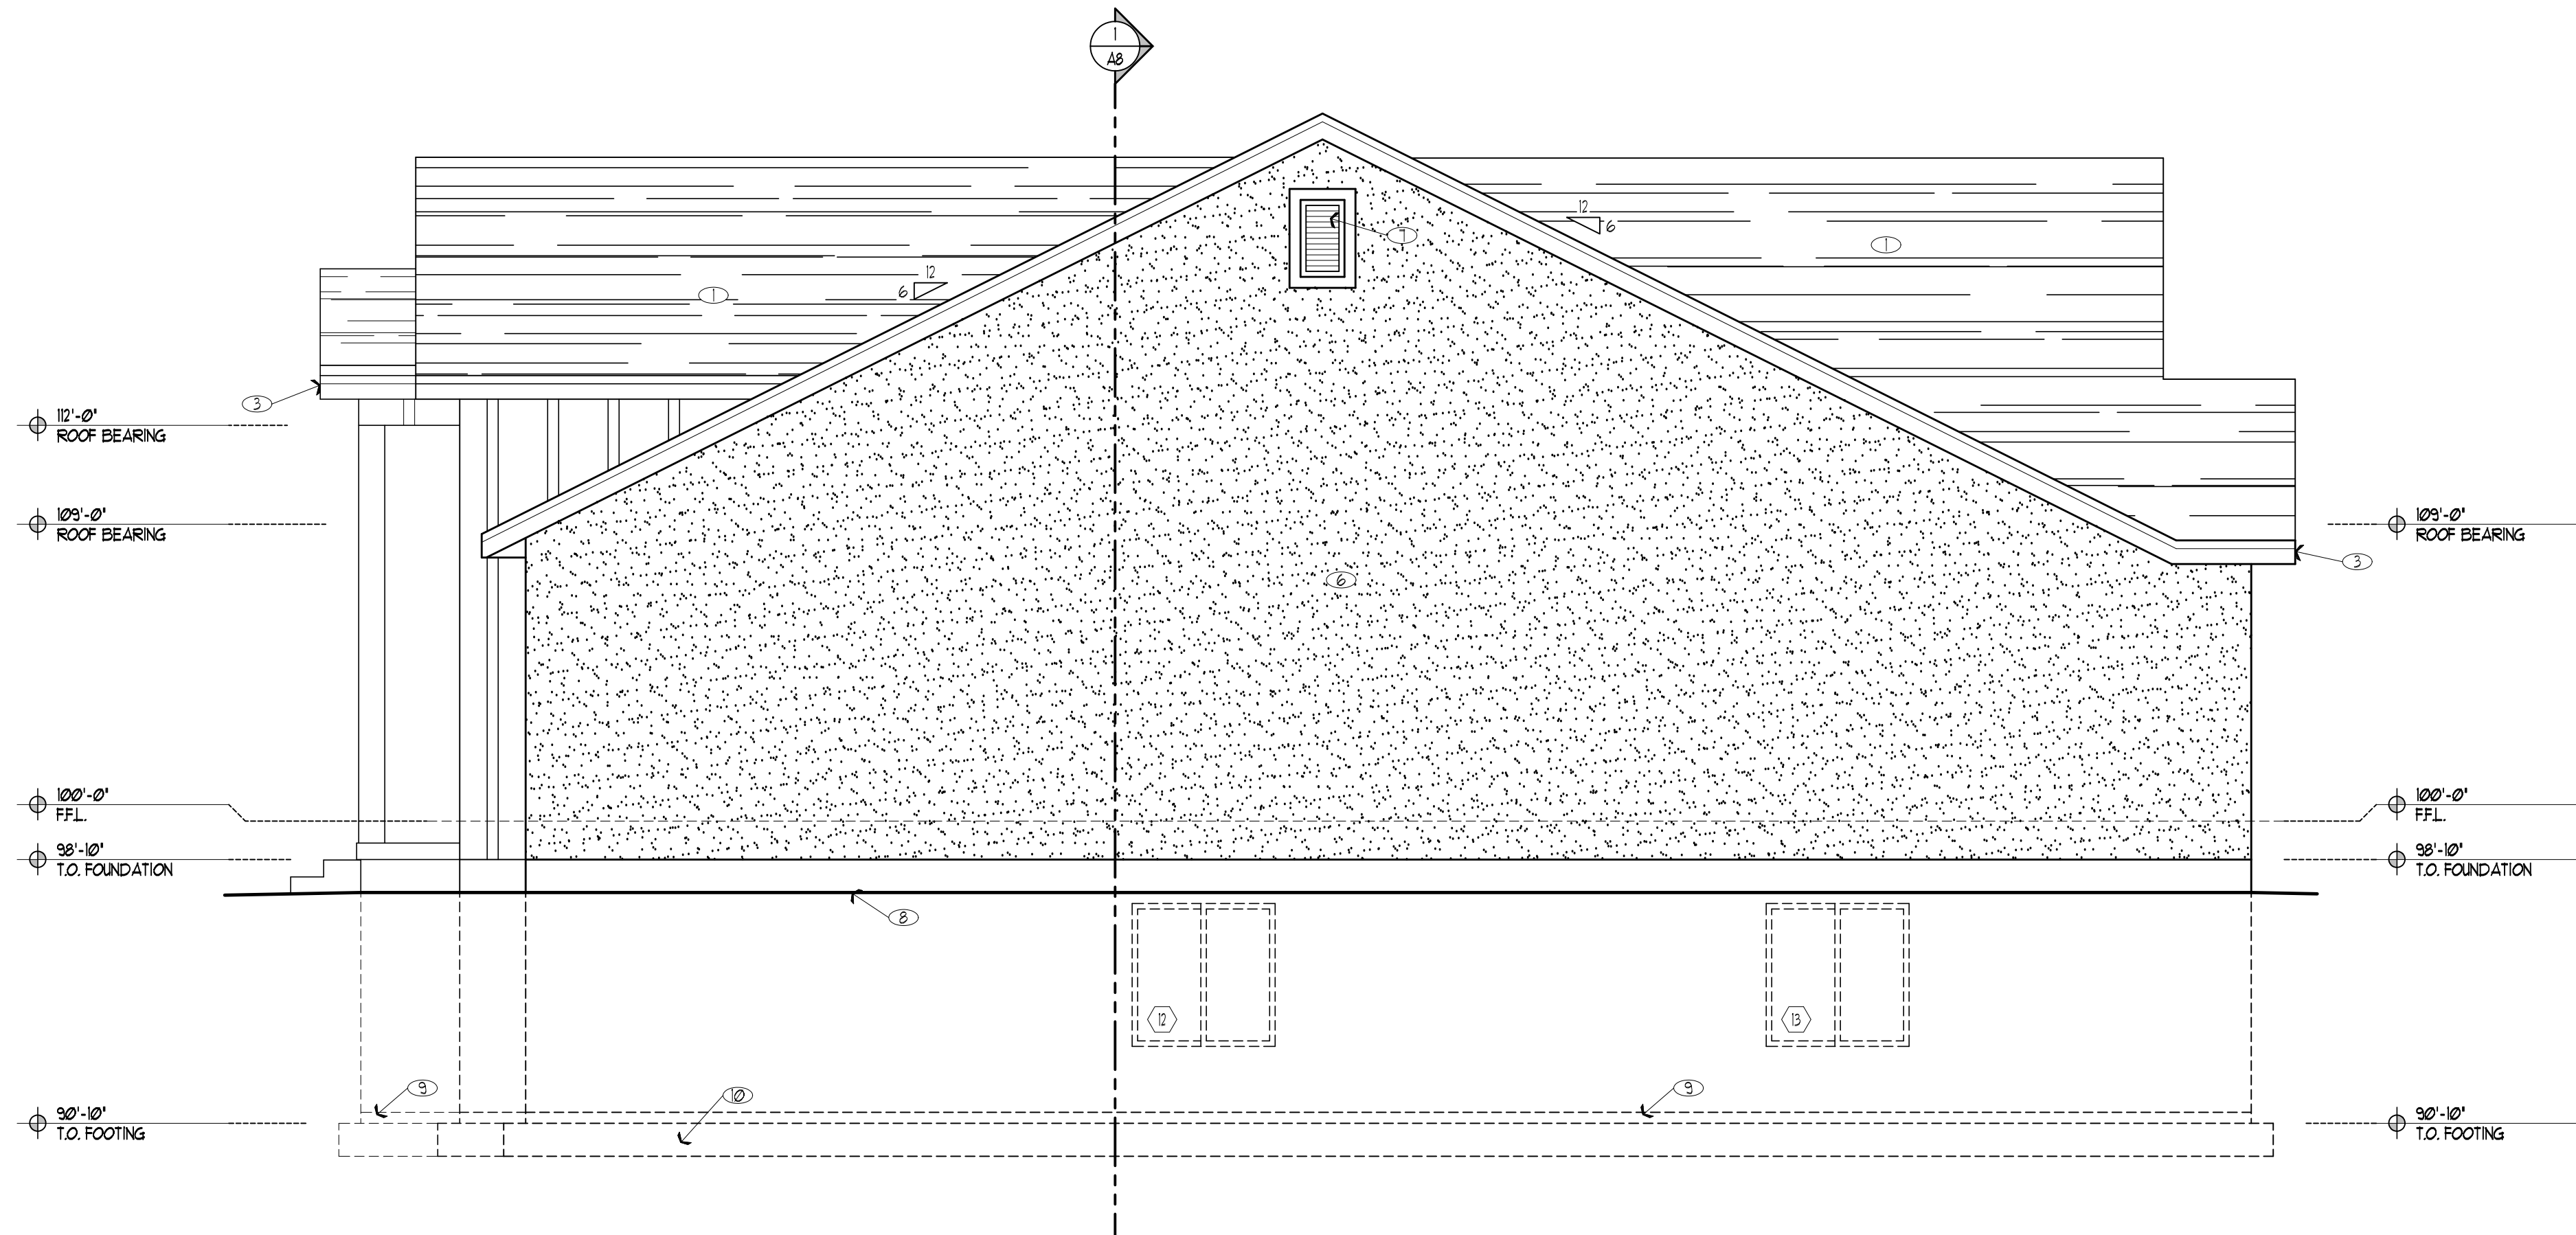 1
A8
12
6
7
1
12
6
1
3
112'-0"
ROOF BEARING
109'-0"
ROOF BEARING
109'-0"
ROOF BEARING
3
6
100'-0"
F.F.L.
100'-0"
F.F.L.
98'-10"
T.O. FOUNDATION
98'-10"
T.O. FOUNDATION
8
12
13
9
10
9
90'-10"
T.O. FOOTING
90'-10"
T.O. FOOTING